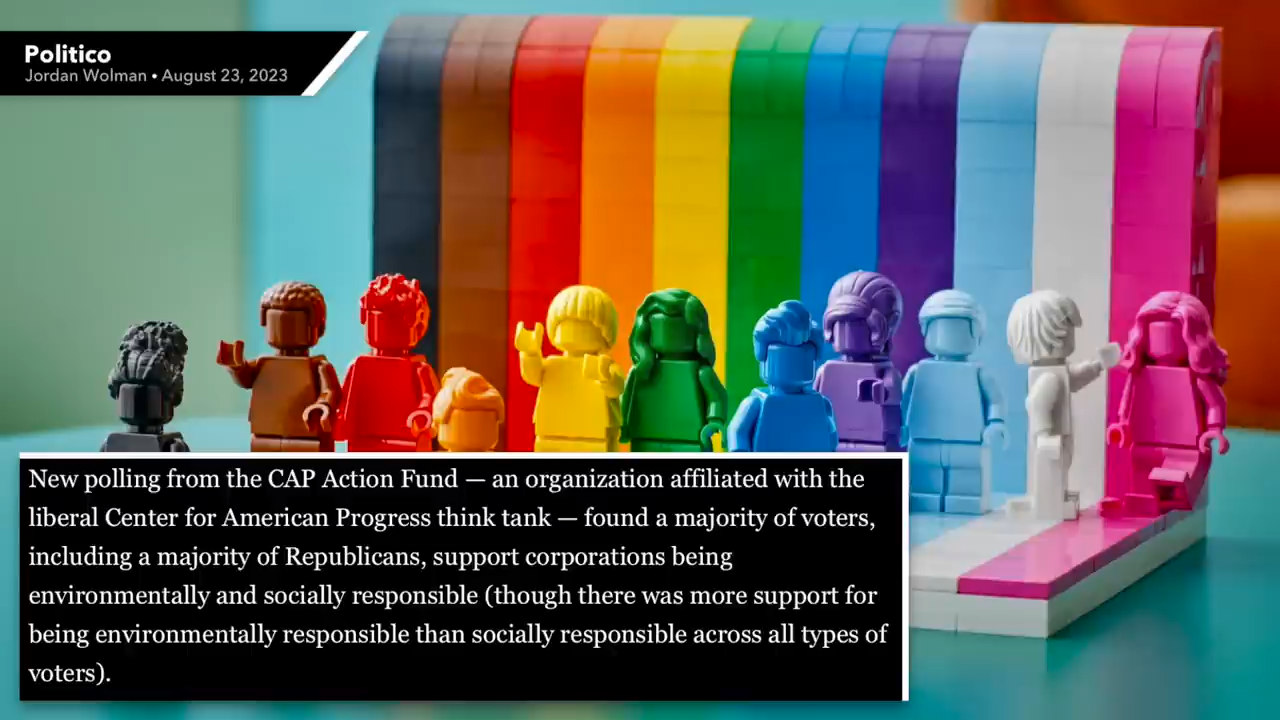 Politico
Jordan Wolman • August 23, 2023
New polling from the CAP Action Fund — an organization affiliated with the
liberal Center for American Progress think tank — found a majority of voters,
including a majority of Republicans, support corporations being
environmentally and socially responsible (though there was more support for
being environmentally responsible than socially responsible across all types of
voters).